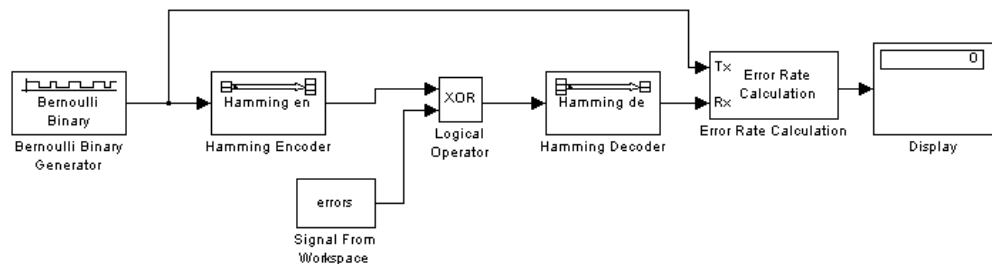 Bernoulli
Binary
Bernoulli Binary
Generator
Hamming en
Hamming Encoder
XOR
Logical
Operator
errors
Signal From
Workspace
Hamming de
Hamming Decoder
Tx
Rx
Error Rate
Calculation
Error Rate Calculation
0
Display